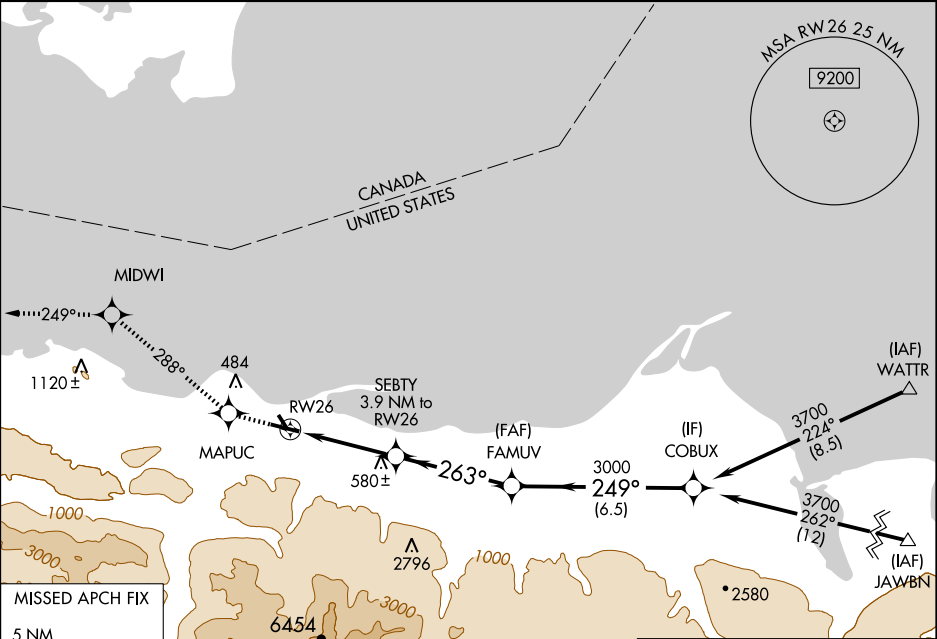 MSA RW26 25 NM
9200
CANADA
UNITED STATES
MIDWI
249°
288°
1120 ±
484
MAPUC
RW26
SEBTY
3.9 NM to
RW26
580 ±
263°
(FAF)
FAMUV
3000
249°
(6.5)
(IF)
COBUX
(IAF)
WATTR
3700
224°
(8.5)
3700
262°
(12)
(IAF)
JAWBN
1000
3000
2796
1000
3000
2580
6454
MISSED APCH FIX
5 NM